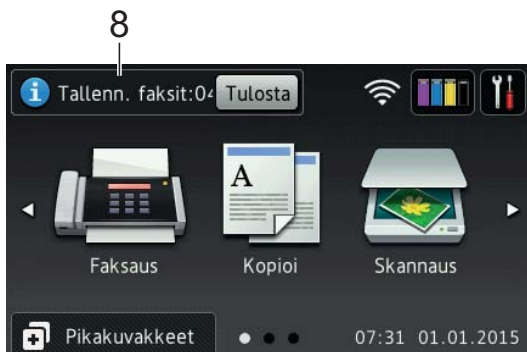 8
Tallenn. faksit:04 Tulosta
A
Faksaus Kopioi Skannaus
Pikakuvakkeet 07:31 01.01.2015